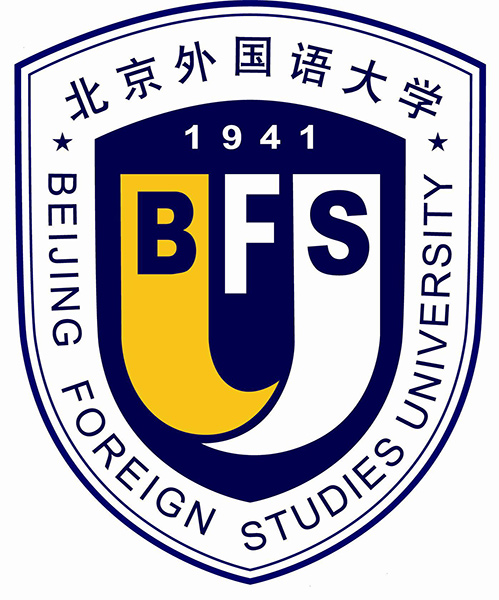 北京外国语大学
1941
BFS
BEIJING FOREIGN STUDIES UNIVERSITY